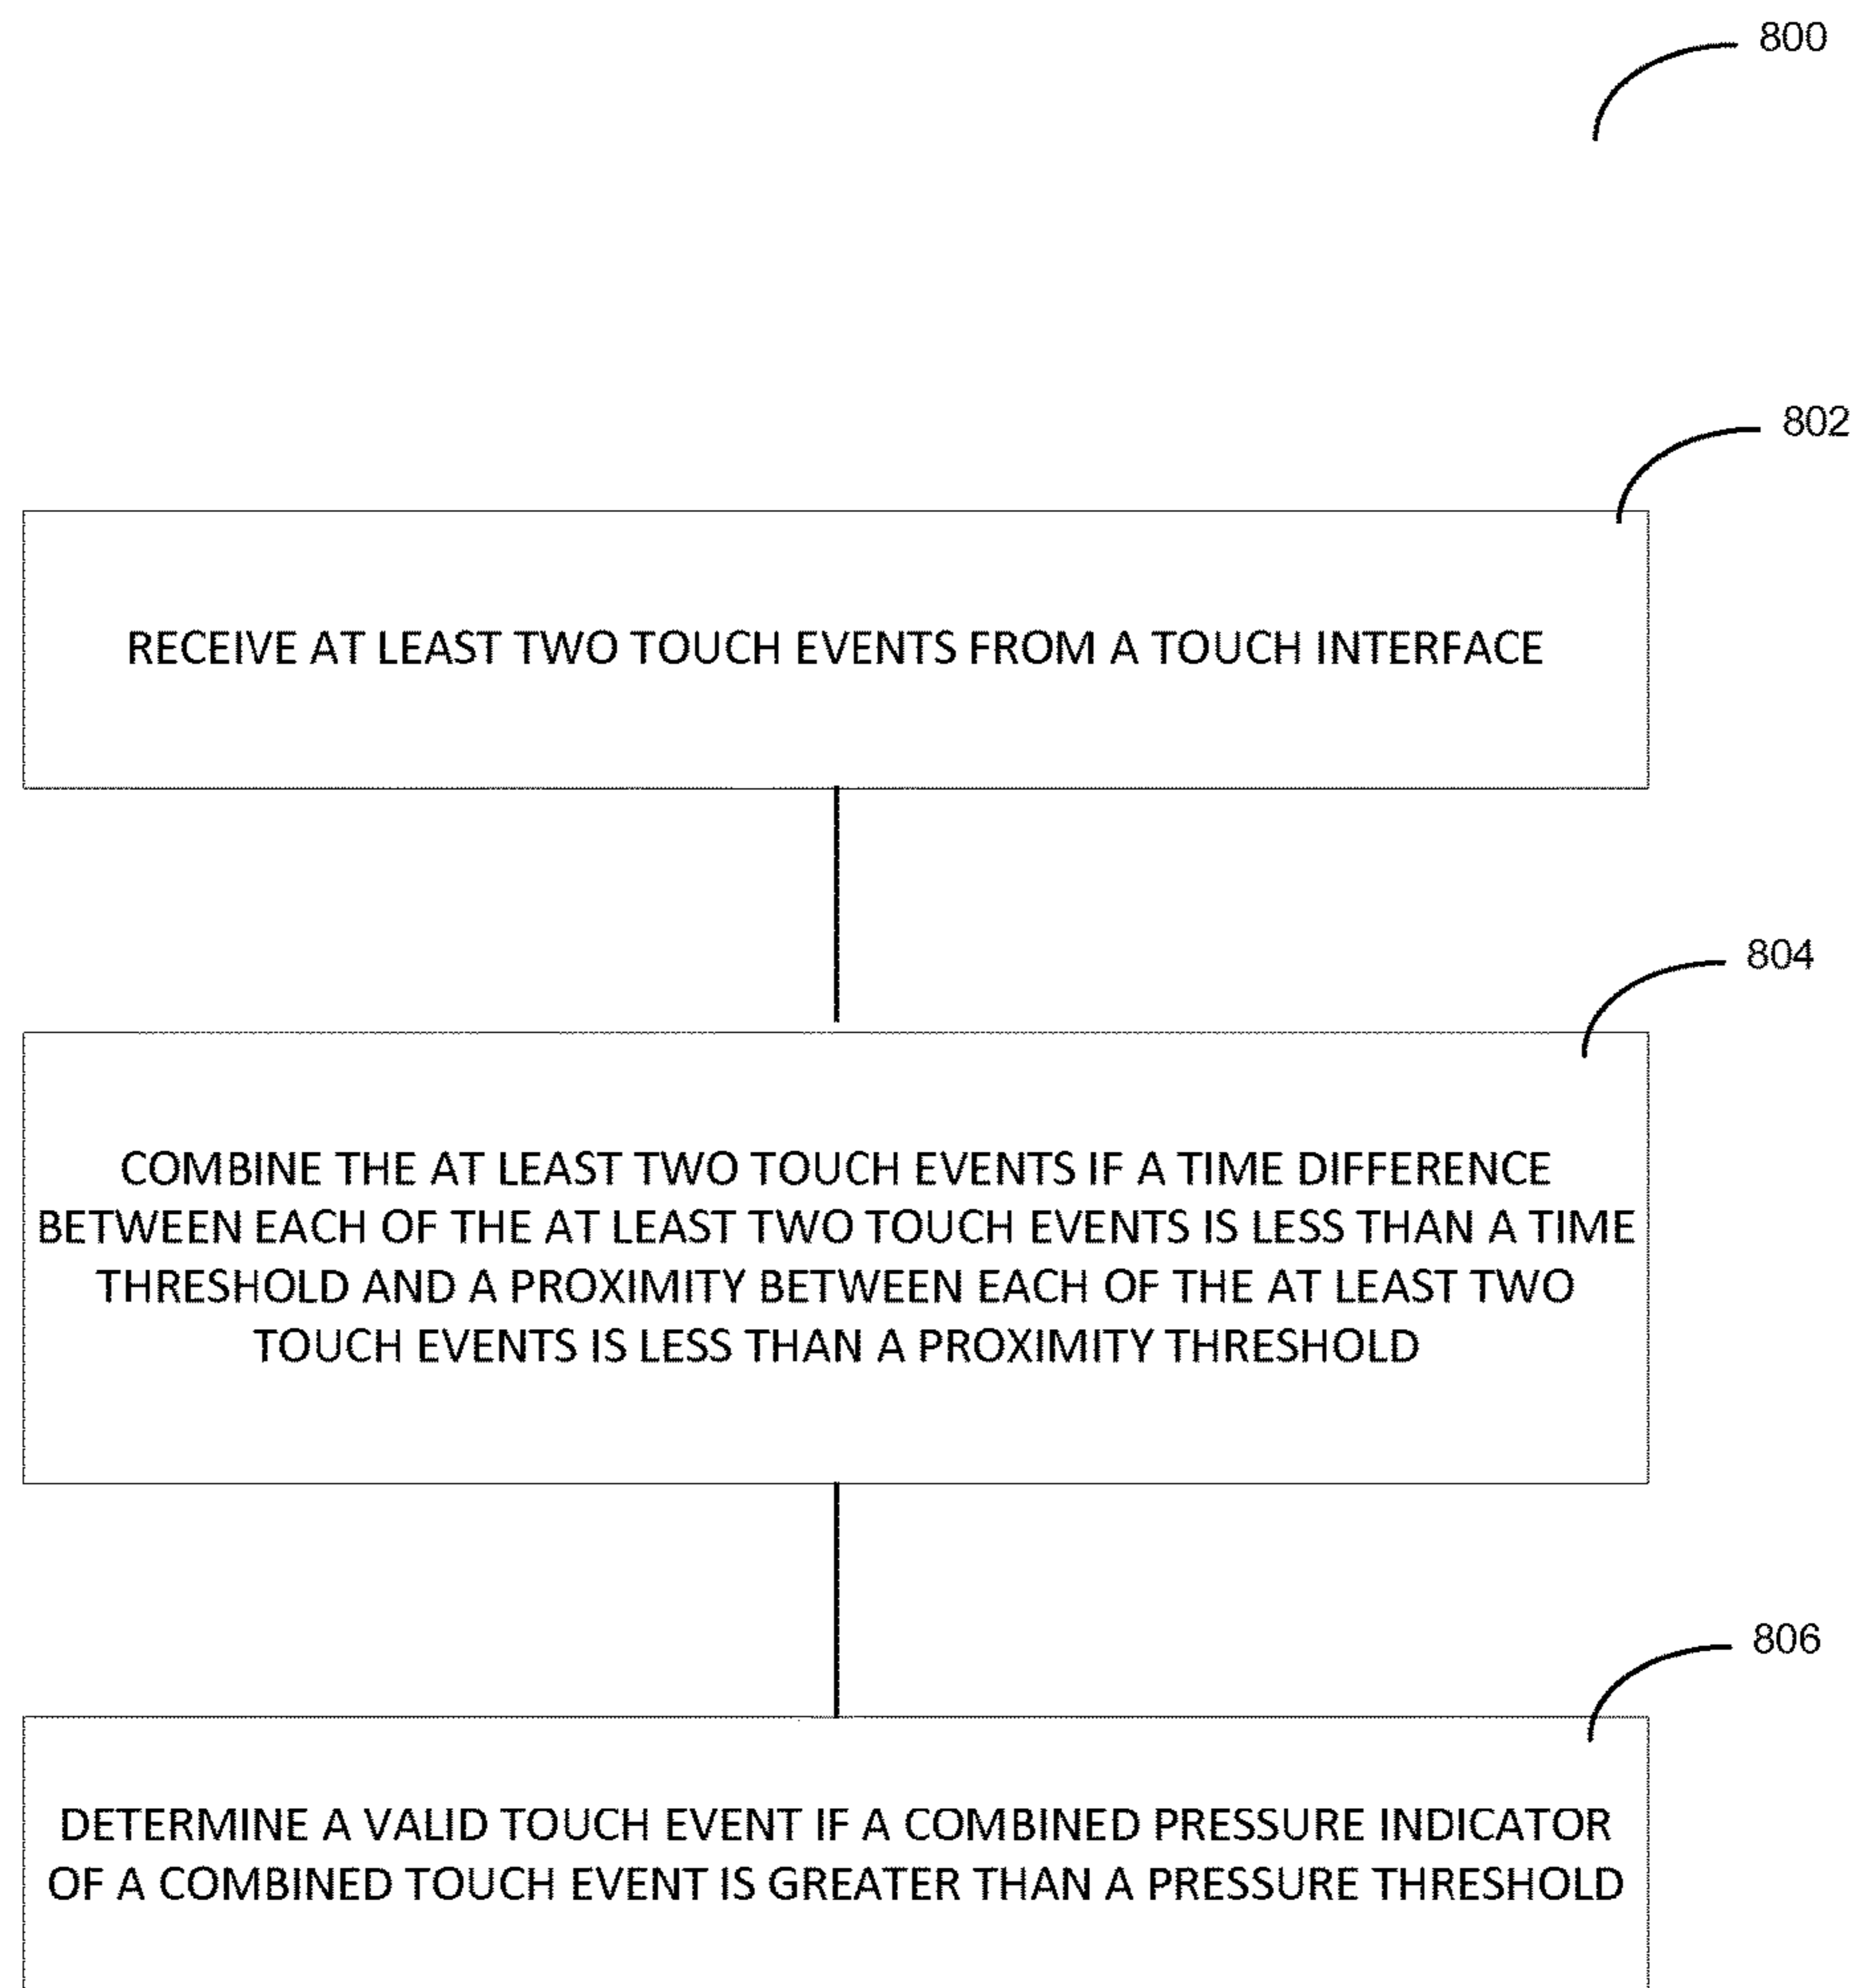 800
802
RECEIVE AT LEAST TWO TOUCH EVENTS FROM A TOUCH INTERFACE
804
COMBINE THE AT LEAST TWO TOUCH EVENTS IF A TIME DIFFERENCE
BETWEEN EACH OF THE AT LEAST TWO TOUCH EVENTS IS LESS THAN A TIME
THRESHOLD AND A PROXIMITY BETWEEN EACH OF THE AT LEAST TWO
TOUCH EVENTS IS LESS THAN A PROXIMITY THRESHOLD
806
DETERMINE A VALID TOUCH EVENT IF A COMBINED PRESSURE INDICATOR
OF A COMBINED TOUCH EVENT IS GREATER THAN A PRESSURE THRESHOLD